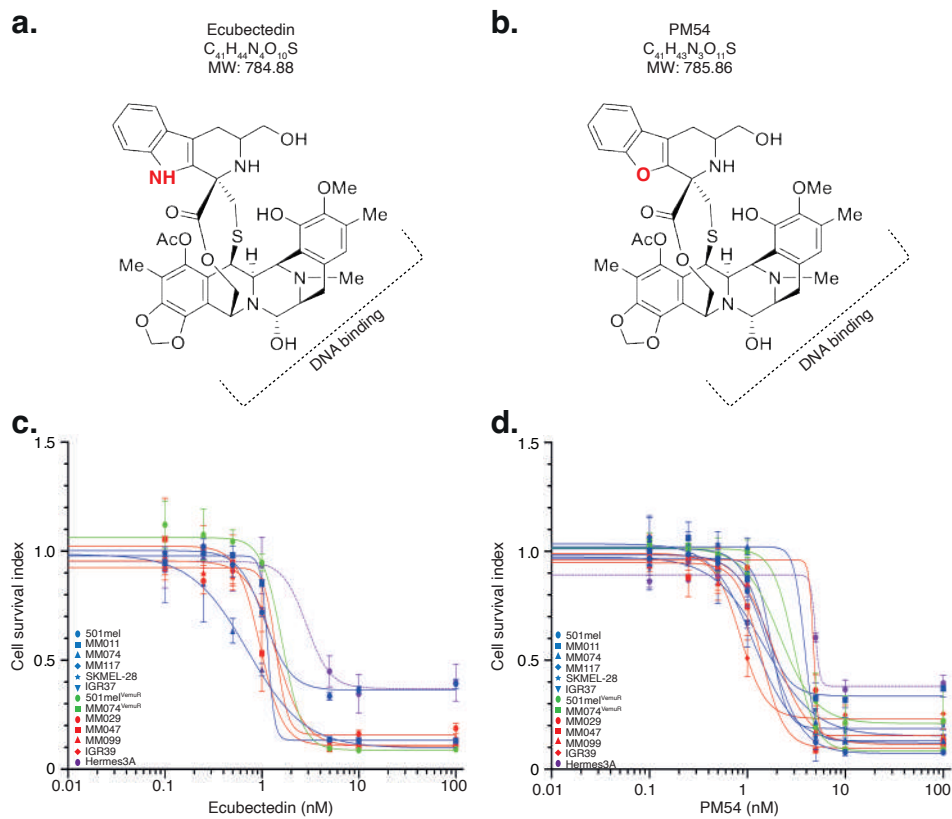 a.
Ecubectedin
C41H44N4O10S
MW: 784.88
OH
NH
NH
O
OMe
HO
Me
S
AcO
H
O
Me
N
Me
N
O
O
OH
DNA binding
b.
PM54
C41H43N3O11S
MW: 785.86
OH
NH
O
O
OMe
HO
Me
S
AcO
H
O
Me
N
Me
N
O
O
OH
DNA binding
c.
1.5
1.0
0.5
0
Cell survival index
501mel
MM011
MM074
MM117
SKMEL-28
IGR37
501melVemuR
MM074VemuR
MM029
MM047
MM099
IGR39
Hermes3A
0.01 0.1 1 10 100
Ecubectedin (nM)
d.
1.5
1.0
0.5
0
Cell survival index
501mel
MM011
MM074
MM117
SKMEL-28
IGR37
501melVemuR
MM074VemuR
MM029
MM047
MM099
IGR39
Hermes3A
0.01 0.1 1 10 100
PM54 (nM)